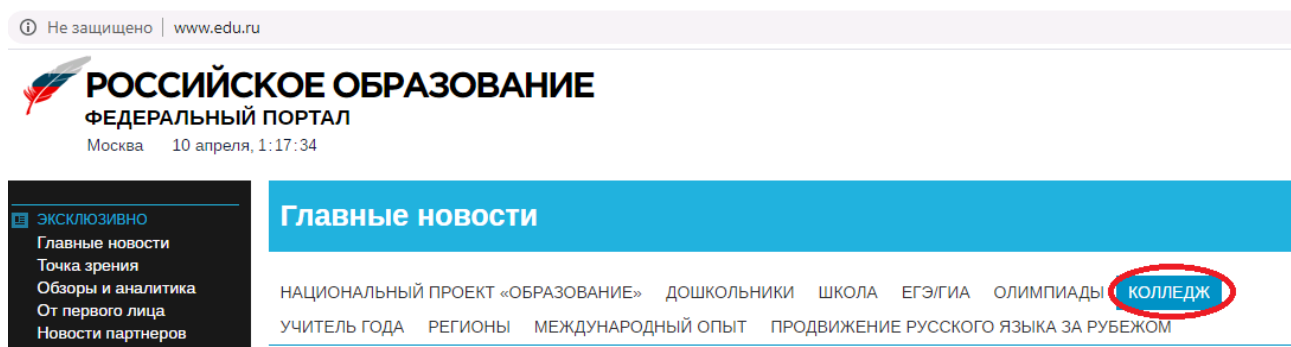 Не защищено | www.edu.ru
РОССИЙСКОЕ ОБРАЗОВАНИЕ
ФЕДЕРАЛЬНЫЙ ПОРТАЛ
Москва 10 апреля, 1:17:34
ЭКСКЛЮЗИВНО
Главные новости
Точка зрения
Обзоры и аналитика
От первого лица
Новости партнеров
Главные новости
НАЦИОНАЛЬНЫЙ ПРОЕКТ «ОБРАЗОВАНИЕ» ДОШКОЛЬНИКИ ШКОЛА ЕГЭ/ГИА ОЛИМПИАДЫ КОЛЛЕДЖ
УЧИТЕЛЬ ГОДА РЕГИОНЫ МЕЖДУНАРОДНЫЙ ОПЫТ ПРОДВИЖЕНИЕ РУССКОГО ЯЗЫКА ЗА РУБЕЖОМ